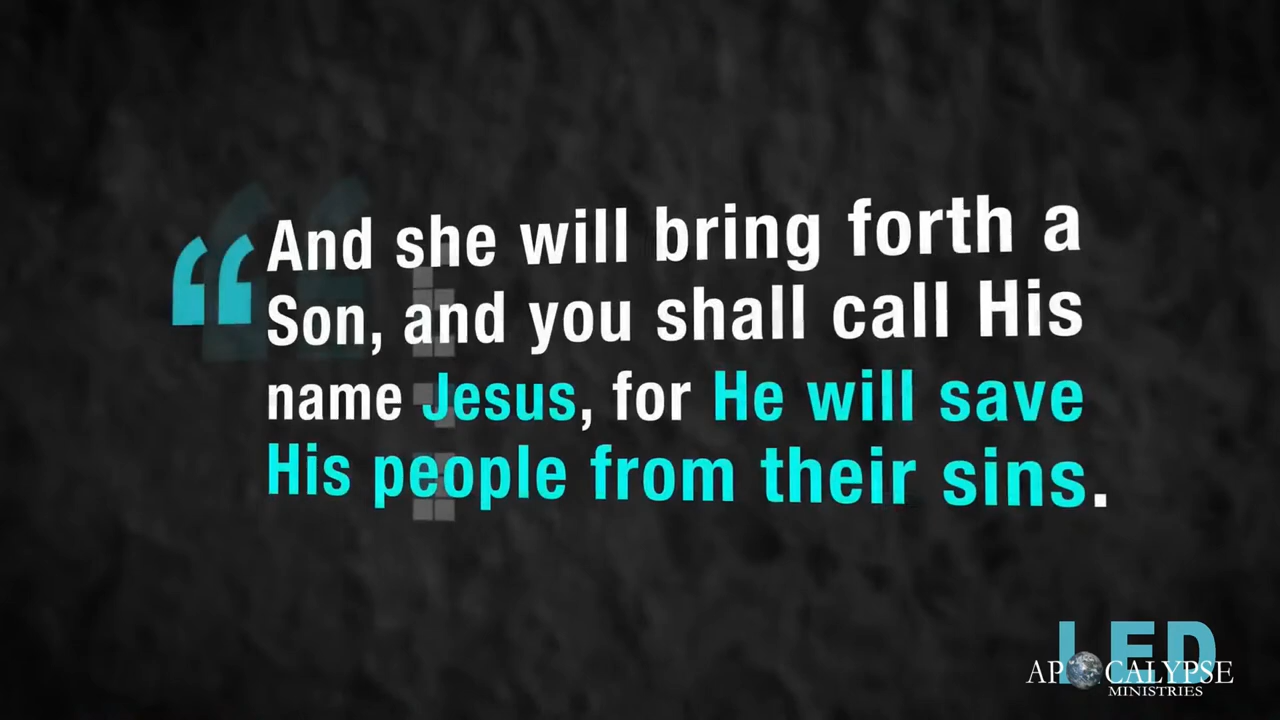 “And she will bring forth a
Son, and you shall call His
name Jesus, for He will save
His people from their sins.
LED
APOCALYPSE
MINISTRIES